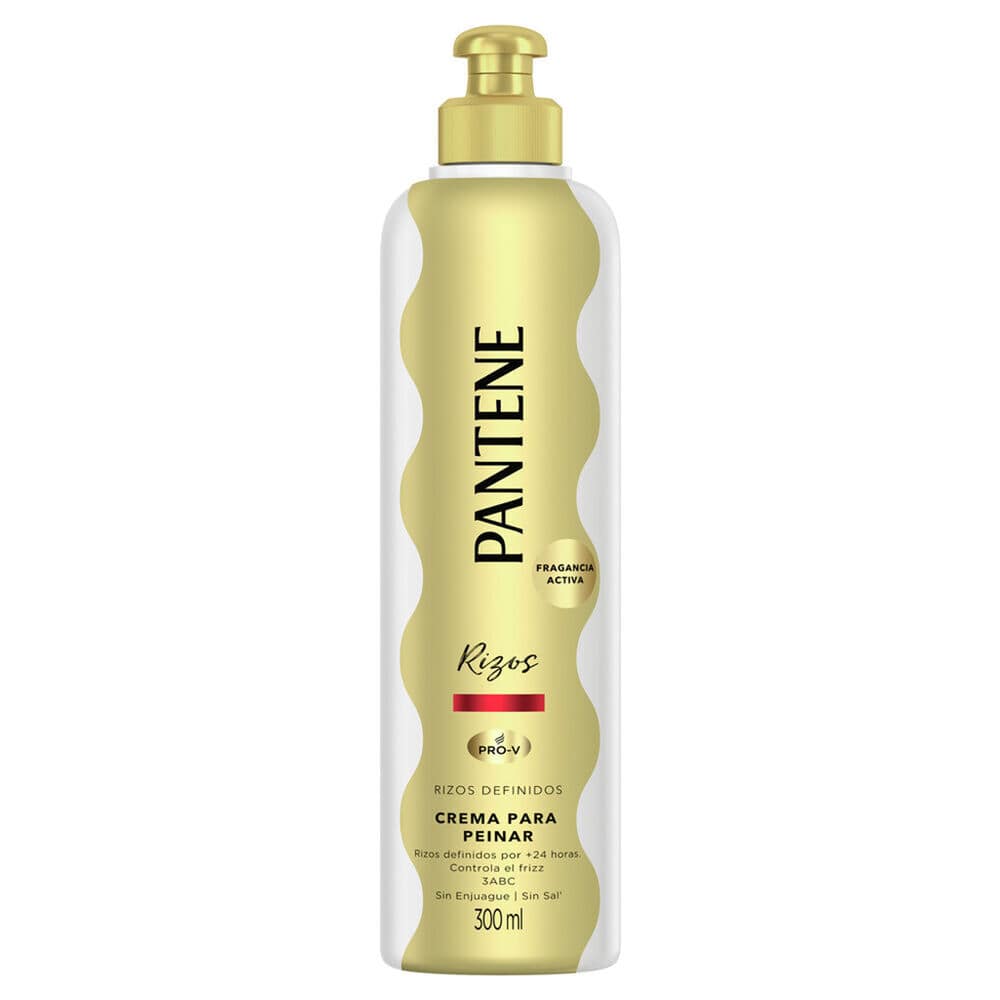 PANTENE
FRAGANCIA
ACTIVA
Rizos
PRO-V
RIZOS DEFINIDOS
CREMA PARA
PEINAR
Rizos definidos por +24 horas.
Controla el frizz
3ABC
Sin Enjuague | Sin Sal¹
300 ml